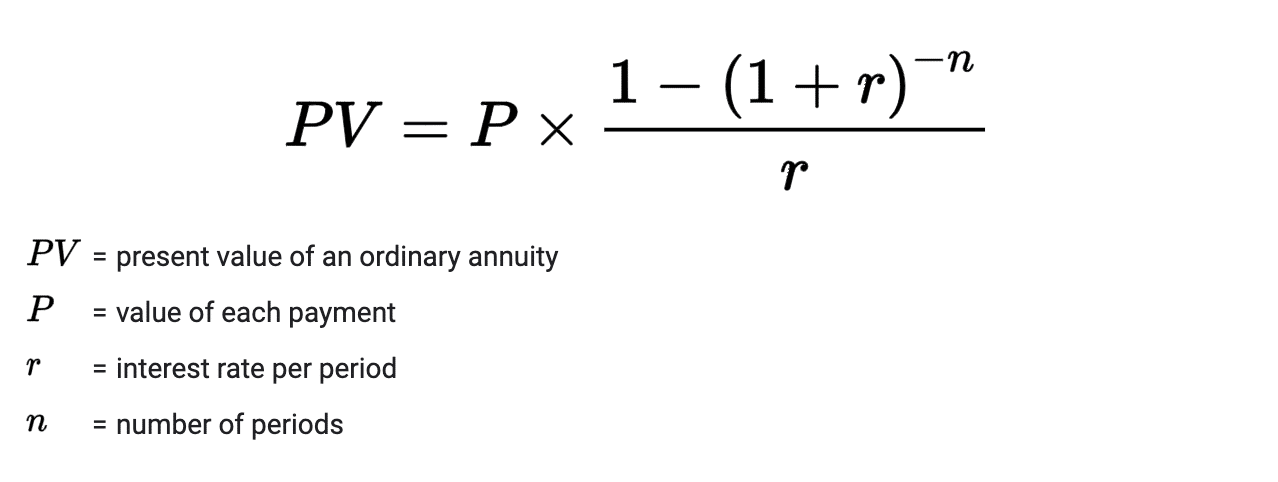 PV = P × \frac{1 − (1 + r)^{−n}}{r}
PV = present value of an ordinary annuity
P = value of each payment
r = interest rate per period
n = number of periods